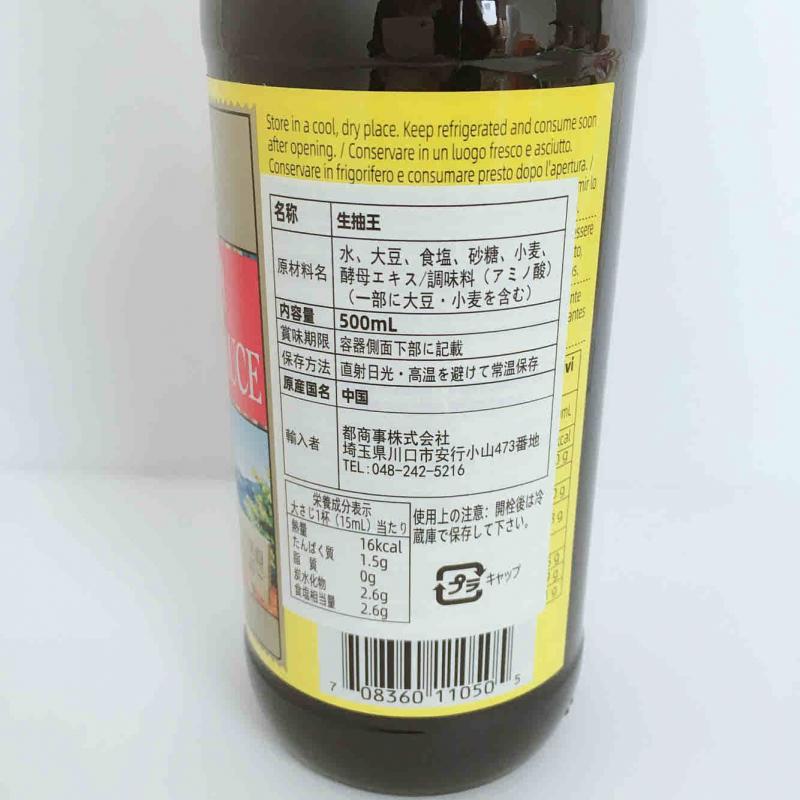 Store in a cool, dry place. Keep refrigerated and consume soon
after opening. / Conservare in un luogo fresco e asciutto.
Conservare in frigorifero e consumare presto dopo l'apertura. /
名称 生抽王
原材料名 水、大豆、食塩、砂糖、小麦、
酵母エキス/調味料（アミノ酸）
（一部に大豆・小麦を含む）
内容量 500mL
賞味期限 容器側面下部に記載
保存方法 直射日光・高温を避けて常温保存
原産国名 中国
輸入者 都商事株式会社
埼玉県川口市安行小山473番地
TEL:048-242-5216
栄養成分表示
大さじ1杯（15mL）当たり
熱量 16kcal
たんぱく質 1.5g
脂質 0g
炭水化物 2.6g
食塩相当量 2.6g
使用上の注意：開栓後は冷
蔵庫で保存して下さい。
プラ キャップ
7 08360 11050 5
UCE